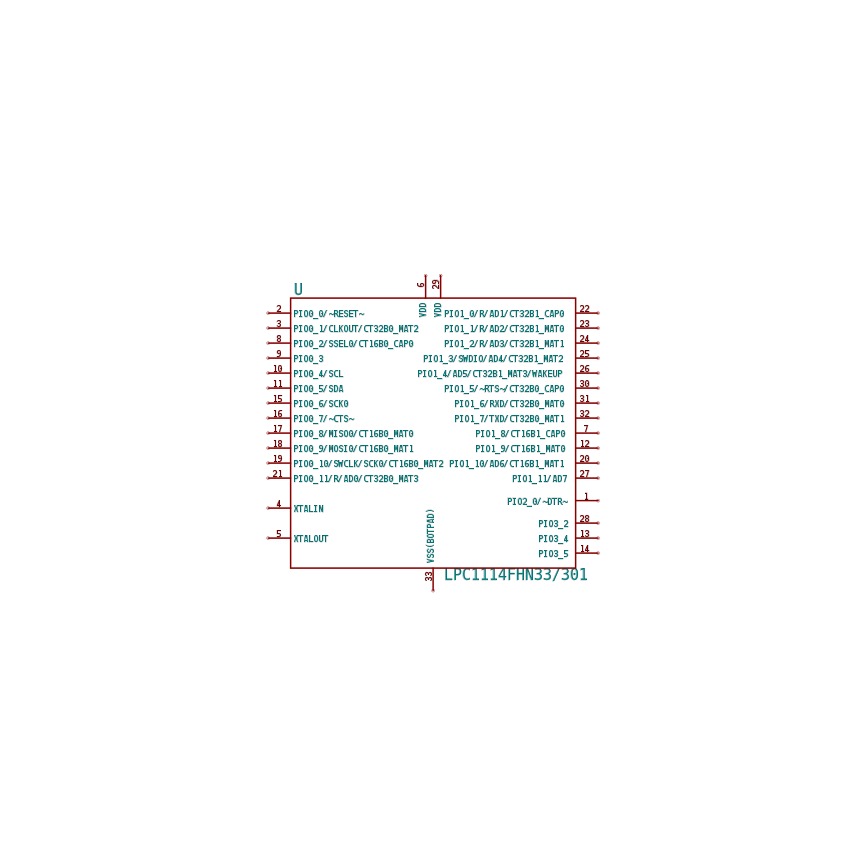 6 29
U
VDD VDD
2 PIO0_0/~RESET~ PIO1_0/R/AD1/CT32B1_CAP0 22
3 PIO0_1/CLKOUT/CT32B0_MAT2 PIO1_1/R/AD2/CT32B1_MAT0 23
8 PIO0_2/SSEL0/CT16B0_CAP0 PIO1_2/R/AD3/CT32B1_MAT1 24
9 PIO0_3 PIO1_3/SWDIO/AD4/CT32B1_MAT2 25
10 PIO0_4/SCL PIO1_4/AD5/CT32B1_MAT3/WAKEUP 26
11 PIO0_5/SDA PIO1_5/~RTS~/CT32B0_CAP0 30
15 PIO0_6/SCK0 PIO1_6/RXD/CT32B0_MAT0 31
16 PIO0_7/~CTS~ PIO1_7/TXD/CT32B0_MAT1 32
17 PIO0_8/MISO0/CT16B0_MAT0 PIO1_8/CT16B1_CAP0 7
18 PIO0_9/MOSI0/CT16B0_MAT1 PIO1_9/CT16B1_MAT0 12
19 PIO0_10/SWCLK/SCK0/CT16B0_MAT2 PIO1_10/AD6/CT16B1_MAT1 20
21 PIO0_11/R/AD0/CT32B0_MAT3 PIO1_11/AD7 27
PIO2_0/~DTR~ 1
4 XTALIN
PIO3_2 28
5 XTALOUT PIO3_4 13
PIO3_5 14
VSS(BOTPAD)
33
LPC1114FHN33/301